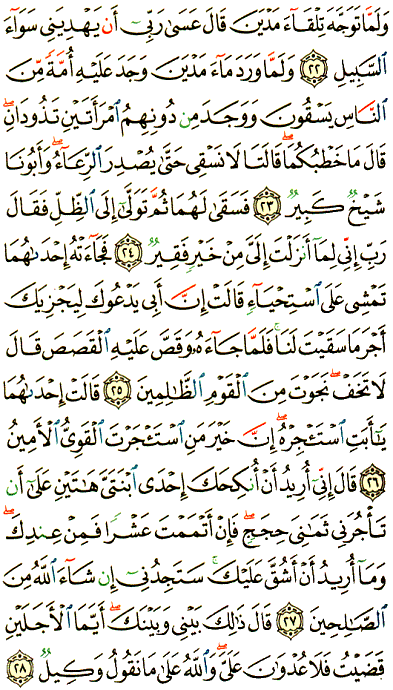 وَلَمَّا تَوَجَّهَ تِلْقَآءَ مَدْيَنَ قَالَ عَسَىٰ رَبِّىٓ أَن يَهْدِيَنِى سَوَآءَ
ٱلسَّبِيلِ ۝٢٢ وَلَمَّا وَرَدَ مَآءَ مَدْيَنَ وَجَدَ عَلَيْهِ أُمَّةً مِّنَ
ٱلنَّاسِ يَسْقُونَ وَوَجَدَ مِن دُونِهِمُ ٱمْرَأَتَيْنِ تَذُودَانِ ۖ
قَالَ مَا خَطْبُكُمَا ۖ قَالَتَا لَا نَسْقِى حَتَّىٰ يُصْدِرَ ٱلرِّعَآءُ ۖ وَأَبُونَا
شَيْخٌ كَبِيرٌ ۝٢٣ فَسَقَىٰ لَهُمَا ثُمَّ تَوَلَّىٰٓ إِلَى ٱلظِّلِّ فَقَالَ
رَبِّ إِنِّى لِمَآ أَنزَلْتَ إِلَىَّ مِنْ خَيْرٍ فَقِيرٌ ۝٢٤ فَجَآءَتْهُ إِحْدَىٰهُمَا
تَمْشِى عَلَى ٱسْتِحْيَآءٍ قَالَتْ إِنَّ أَبِى يَدْعُوكَ لِيَجْزِيَكَ
أَجْرَ مَا سَقَيْتَ لَنَا ۚ فَلَمَّا جَآءَهُۥ وَقَصَّ عَلَيْهِ ٱلْقَصَصَ قَالَ
لَا تَخَفْ ۖ نَجَوْتَ مِنَ ٱلْقَوْمِ ٱلظَّٰلِمِينَ ۝٢٥ قَالَتْ إِحْدَىٰهُمَا
يَٰٓأَبَتِ ٱسْتَـْٔجِرْهُ ۖ إِنَّ خَيْرَ مَنِ ٱسْتَـْٔجَرْتَ ٱلْقَوِىُّ ٱلْأَمِينُ
۝٢٦ قَالَ إِنِّىٓ أُرِيدُ أَنْ أُنكِحَكَ إِحْدَى ٱبْنَتَىَّ هَٰتَيْنِ عَلَىٰٓ أَن
تَأْجُرَنِى ثَمَٰنِىَ حِجَجٍ ۖ فَإِنْ أَتْمَمْتَ عَشْرًا فَمِنْ عِندِكَ ۖ
وَمَآ أُرِيدُ أَنْ أَشُقَّ عَلَيْكَ ۚ سَتَجِدُنِىٓ إِن شَآءَ ٱللَّهُ مِنَ
ٱلصَّٰلِحِينَ ۝٢٧ قَالَ ذَٰلِكَ بَيْنِى وَبَيْنَكَ ۖ أَيَّمَا ٱلْأَجَلَيْنِ
قَضَيْتُ فَلَا عُدْوَٰنَ عَلَىَّ ۖ وَٱللَّهُ عَلَىٰ مَا نَقُولُ وَكِيلٌ ۝٢٨